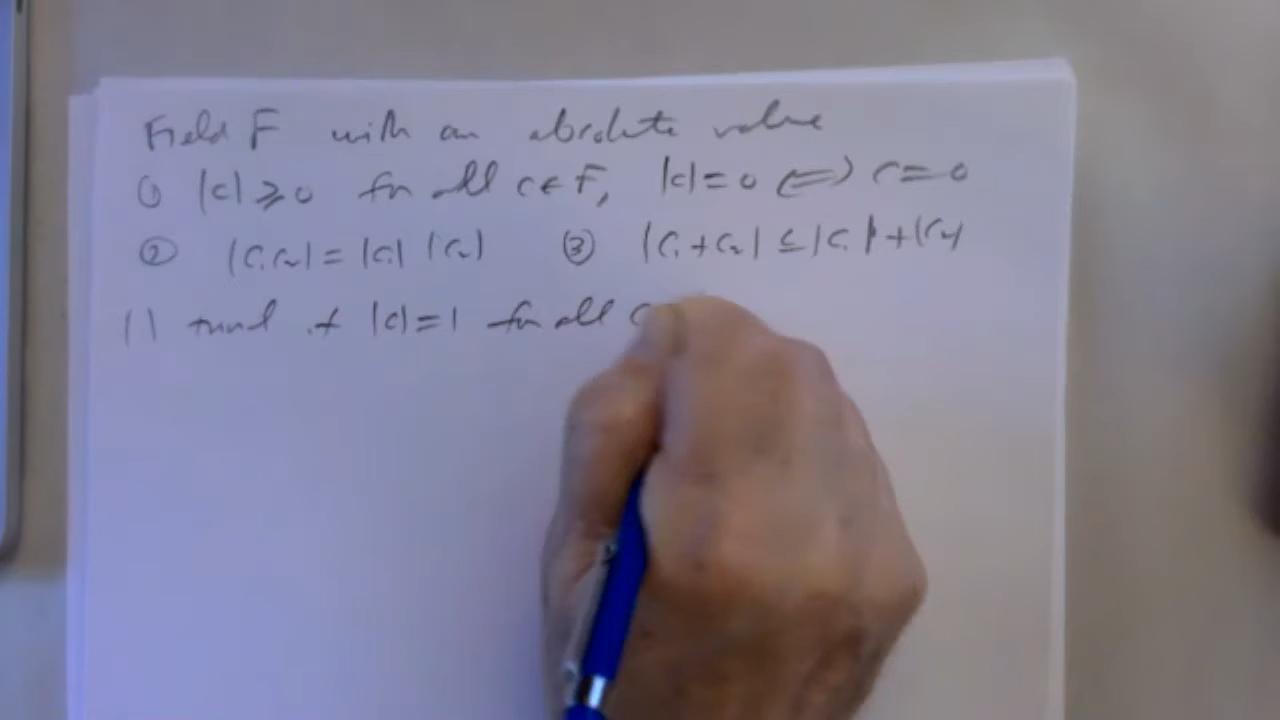 Field F with an absolute value
① |c| ⩾ 0 for all c ∈ F, |c| = 0 ⇔ c = 0
② |c₁c₂| = |c₁| |c₂| ③ |c₁ + c₂| ≤ |c₁| + |c₂|
| | trivial if |c| = 1 for all c